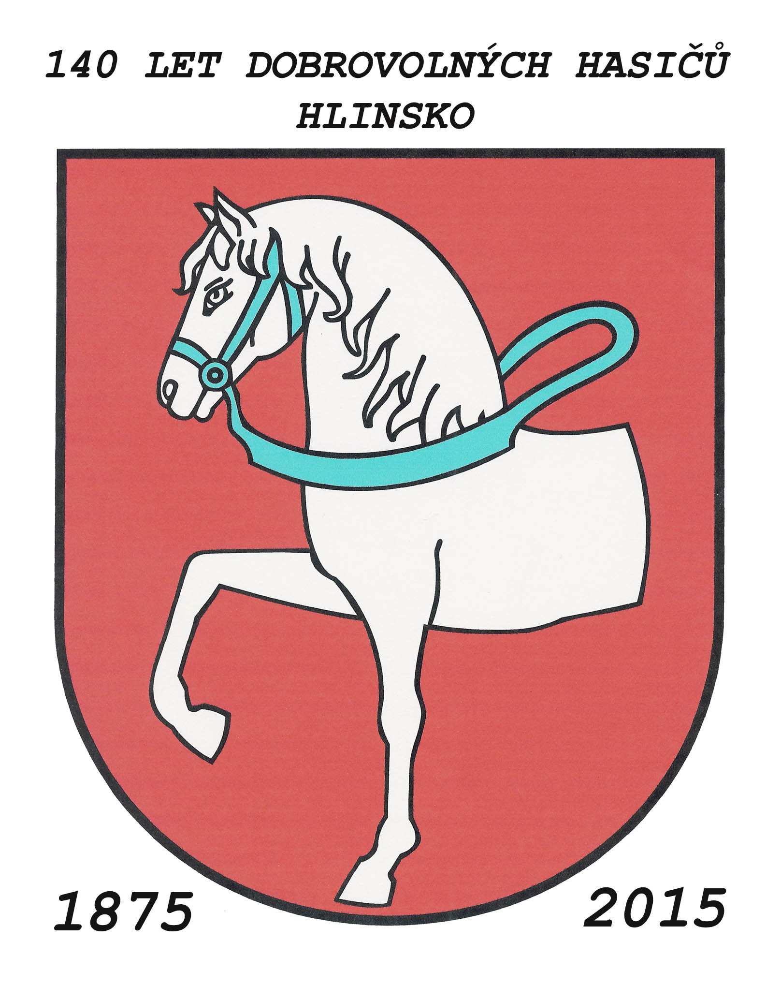 140 LET DOBROVOLNÝCH HASIČŮ
HLINSKO
1875
2015